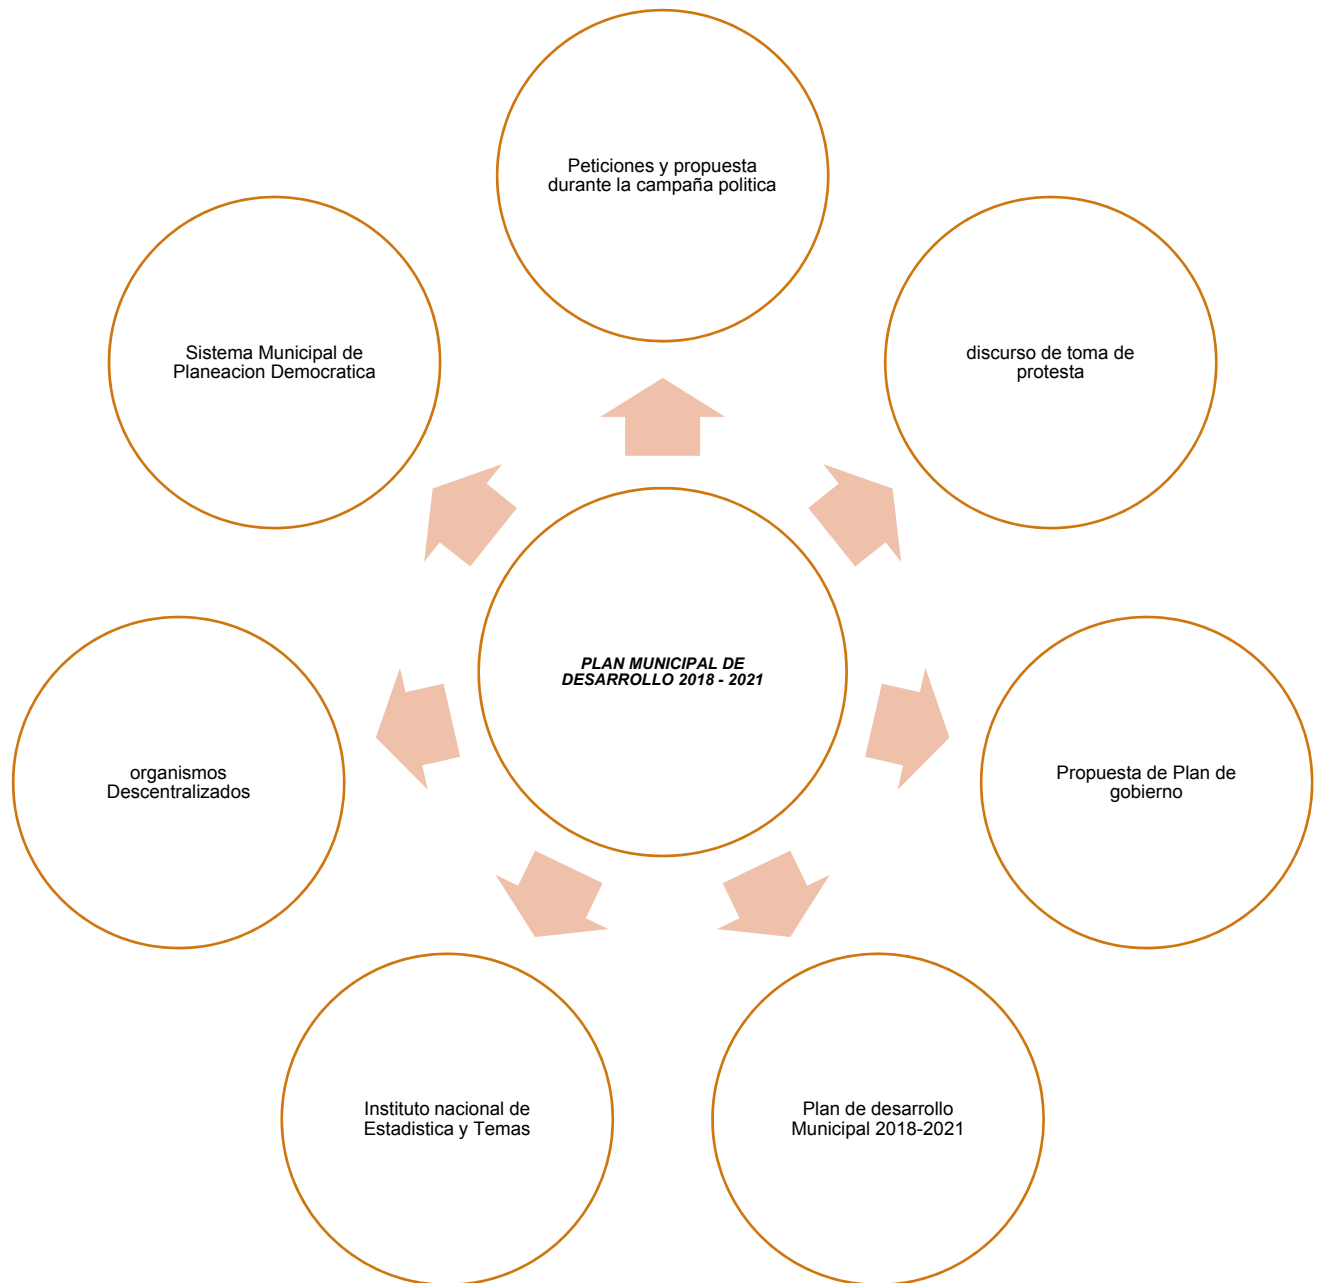 Peticiones y propuesta
durante la campaña politica
Sistema Municipal de
Planeacion Democratica
discurso de toma de
protesta
PLAN MUNICIPAL DE
DESARROLLO 2018 - 2021
organismos
Descentralizados
Propuesta de Plan de
gobierno
Instituto nacional de
Estadistica y Temas
Plan de desarrollo
Municipal 2018-2021